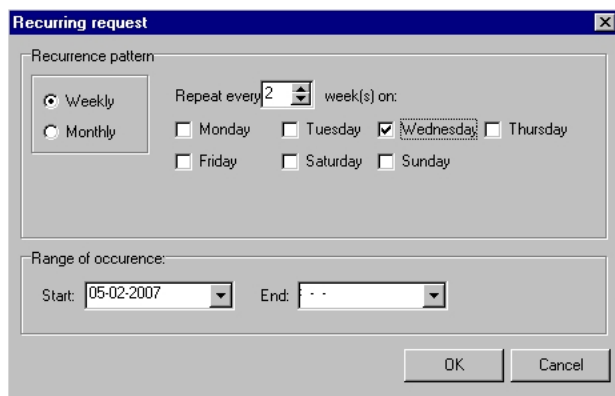 Recurring request
Recurrence pattern
Weekly
Monthly
Repeat every 2 week(s) on:
Monday Tuesday Wednesday Thursday
Friday Saturday Sunday
Range of occurence:
Start: 05-02-2007 End: - -
OK Cancel